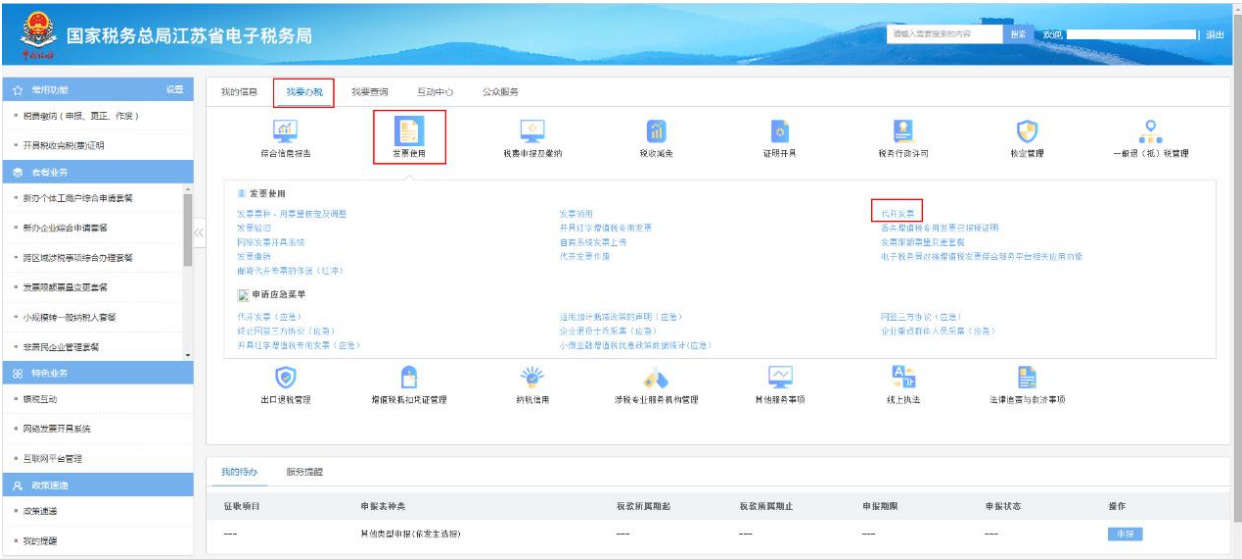 国家税务总局江苏省电子税务局
请输入您要搜索的内容 搜索 欢迎, 退出
常用功能 设置
税费缴纳（申报、更正、作废）
开具税收完税(费)证明
套餐业务
新办个体工商户综合申请套餐
新办企业综合申请套餐
跨区域涉税事项综合办理套餐
发票限额票量变更套餐
小规模转一般纳税人套餐
非居民企业管理套餐
特色业务
银税互动
网络发票开具系统
互联网平台管理
政策速递
政策速递
我的提醒
我的信息 我要办税 我要查询 互动中心 公众服务
综合信息报告 发票使用 税费申报及缴纳 税收减免 证明开具 税务行政许可 核定管理 一般退（抵）税管理
发票使用
发票票种、用票量核定及调整 发票领用 代开发票
发票验旧 开具红字增值税专用发票 丢失增值税专用发票已报税证明
网络发票开具系统 自有系统发票上传 发票限额票量变更套餐
发票缴销 代开发票作废 电子税务局对接增值税发票综合服务平台相关应用功能
邮寄代开专票的作废（红冲）
申请应急菜单
代开发票（应急） 适用加计抵减政策的声明（应急） 网签三方协议（应急）
终止网签三方协议（应急） 企业退役士兵采集（应急） 企业重点群体人员采集（应急）
开具红字增值税专用发票（应急） 小微金融增值税优惠政策数据统计(应急）
出口退税管理 增值税抵扣凭证管理 纳税信用 涉税专业服务机构管理 其他服务事项 线上执法 法律追责与救济事项
我的待办 服务提醒
征收项目 申报表种类 税款所属期起 税款所属期止 申报期限 申报状态 操作
--- 其他类型申报(依发生选报) --- --- --- --- 申报